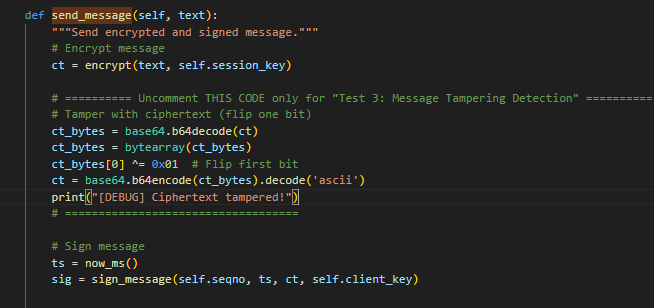 def send_message(self, text):
"""Send encrypted and signed message."""
# Encrypt message
ct = encrypt(text, self.session_key)
# ========== Uncomment THIS CODE only for "Test 3: Message Tampering Detection" ==========
# Tamper with ciphertext (flip one bit)
ct_bytes = base64.b64decode(ct)
ct_bytes = bytearray(ct_bytes)
ct_bytes[0] ^= 0x01  # Flip first bit
ct = base64.b64encode(ct_bytes).decode('ascii')
print("[DEBUG] Ciphertext tampered!")
# ===================================
# Sign message
ts = now_ms()
sig = sign_message(self.seqno, ts, ct, self.client_key)